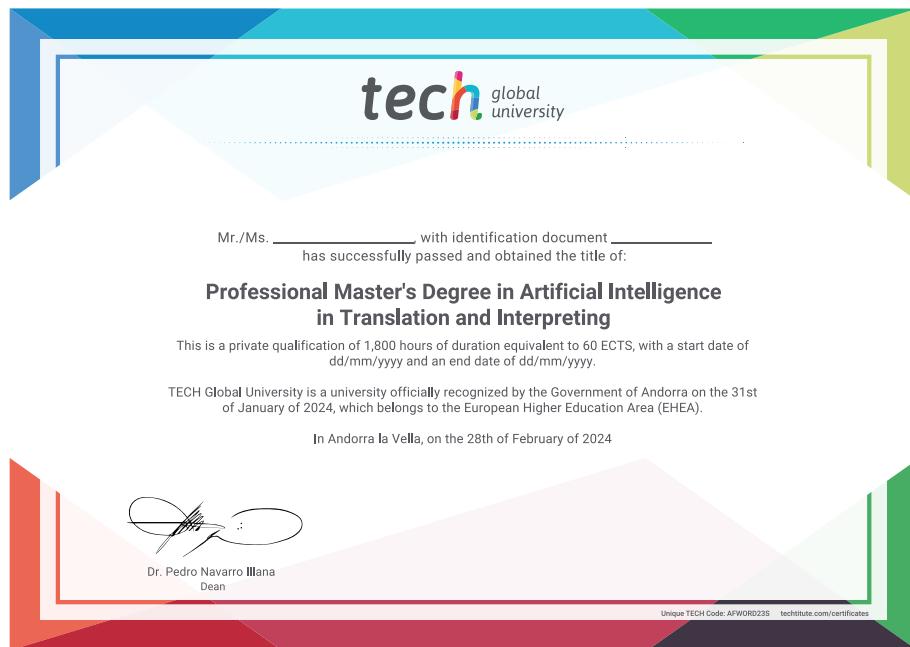 tech global
university
Mr./Ms. ____________, with identification document ____________
has successfully passed and obtained the title of:
Professional Master's Degree in Artificial Intelligence
in Translation and Interpreting
This is a private qualification of 1,800 hours of duration equivalent to 60 ECTS, with a start date of
dd/mm/yyyy and an end date of dd/mm/yyyy.
TECH Global University is a university officially recognized by the Government of Andorra on the 31st
of January of 2024, which belongs to the European Higher Education Area (EHEA).
In Andorra la Vella, on the 28th of February of 2024
Dr. Pedro Navarro Illana
Dean
Unique TECH Code: AFWORD23S techtitute.com/certificates